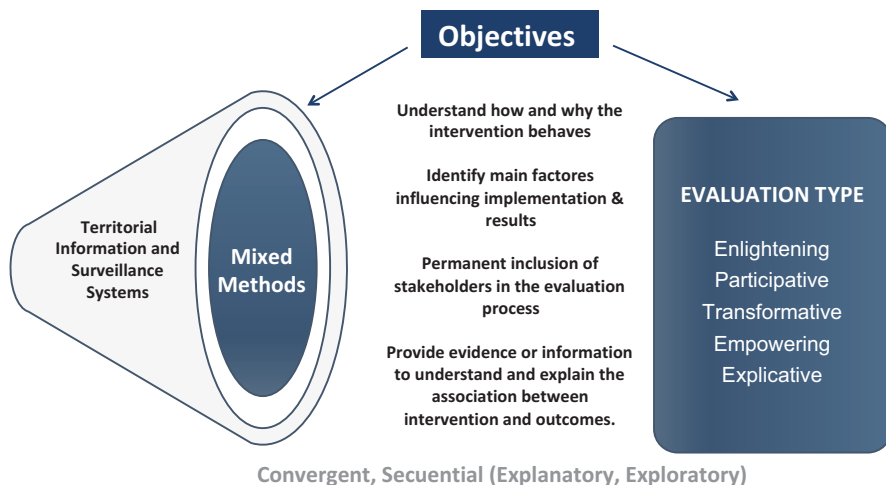 Objectives
Territorial
Information and
Surveillance
Systems
Mixed
Methods
Understand how and why the
intervention behaves
Identify main factores
influencing implementation &
results
Permanent inclusion of
stakeholders in the evaluation
process
Provide evidence or information
to understand and explain the
association between
intervention and outcomes.
EVALUATION TYPE
Enlightening
Participative
Transformative
Empowering
Explicative
Convergent, Secuential (Explanatory, Exploratory)